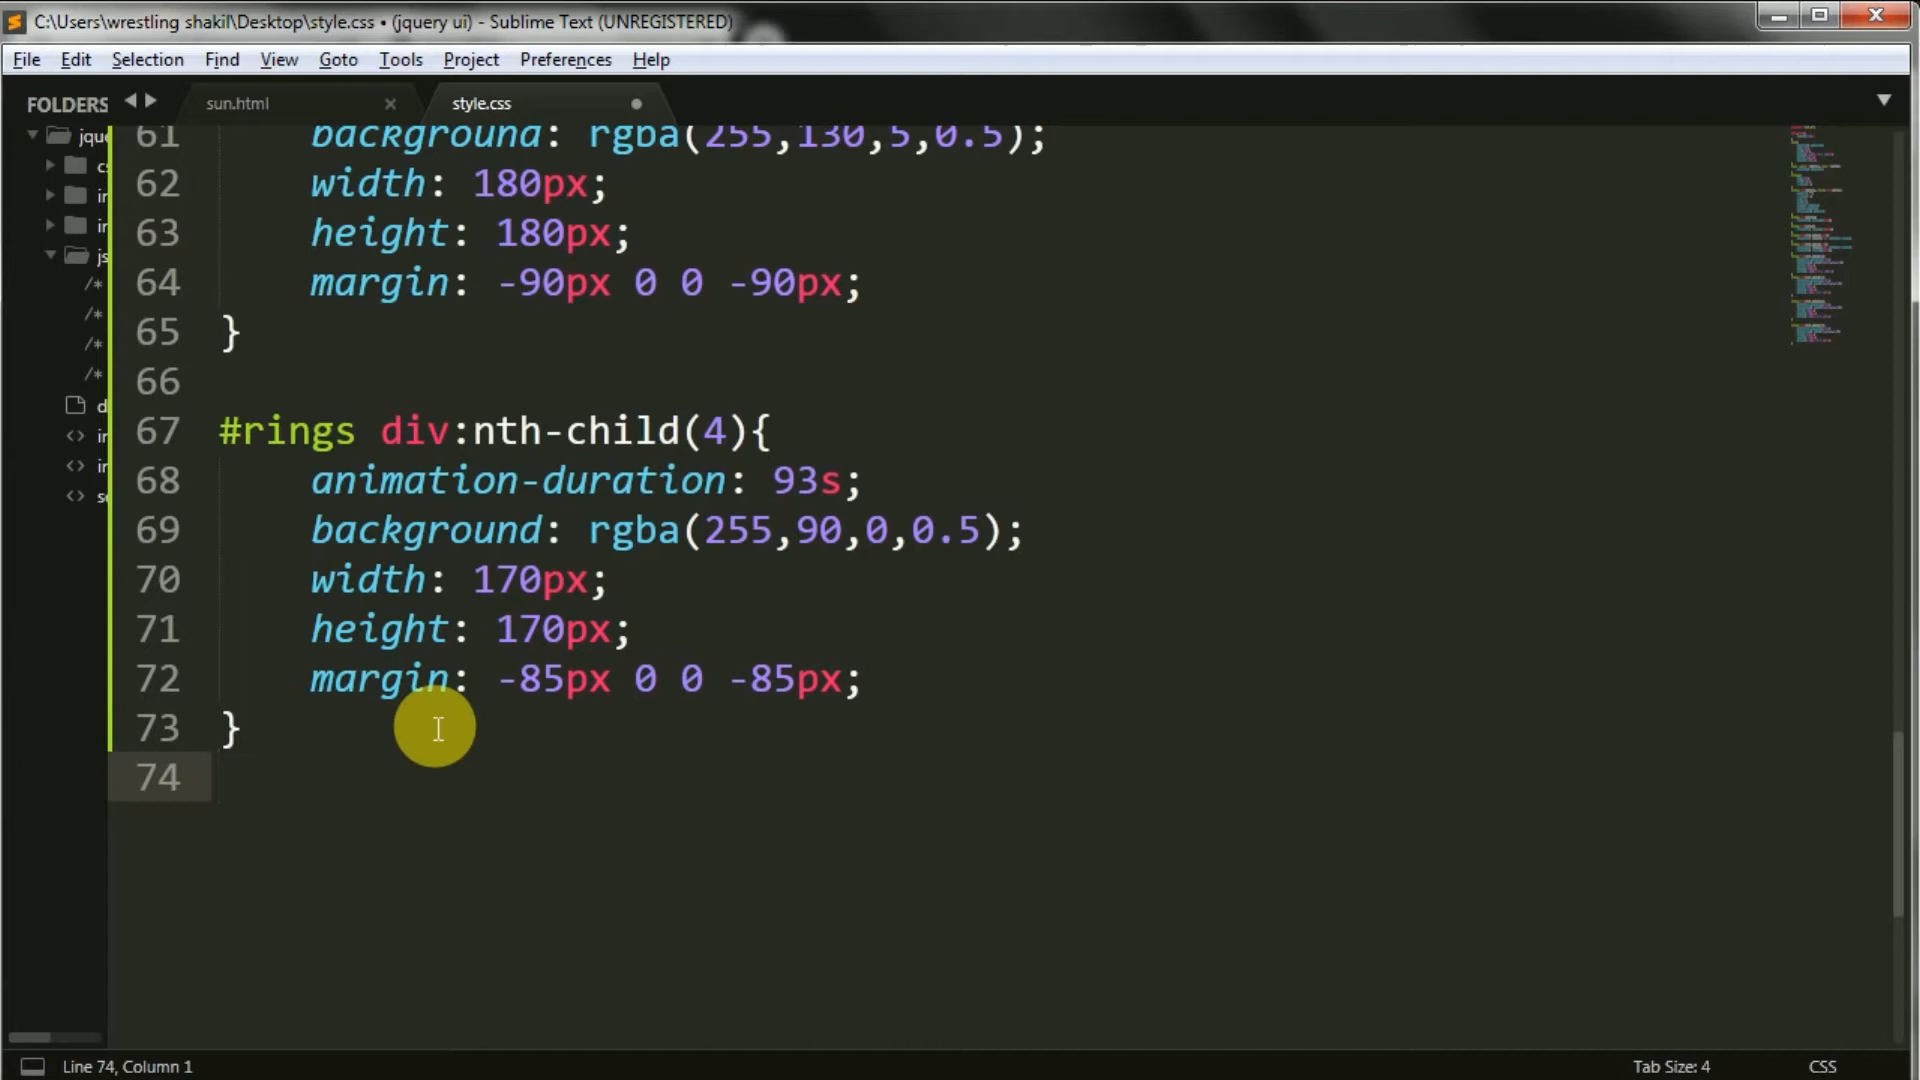 C:\Users\wrestling shakil\Desktop\style.css • (jquery ui) - Sublime Text (UNREGISTERED)
File Edit Selection Find View Goto Tools Project Preferences Help
FOLDERS
sun.html
style.css
jque
/*
/*
/*
/*
61 background: rgba(255,130,5,0.5);
62 width: 180px;
63 height: 180px;
64 margin: -90px 0 0 -90px;
65 }
66
67 #rings div:nth-child(4){
68 animation-duration: 93s;
69 background: rgba(255,90,0,0.5);
70 width: 170px;
71 height: 170px;
72 margin: -85px 0 0 -85px;
73 }
74
Line 74, Column 1
Tab Size: 4
CSS